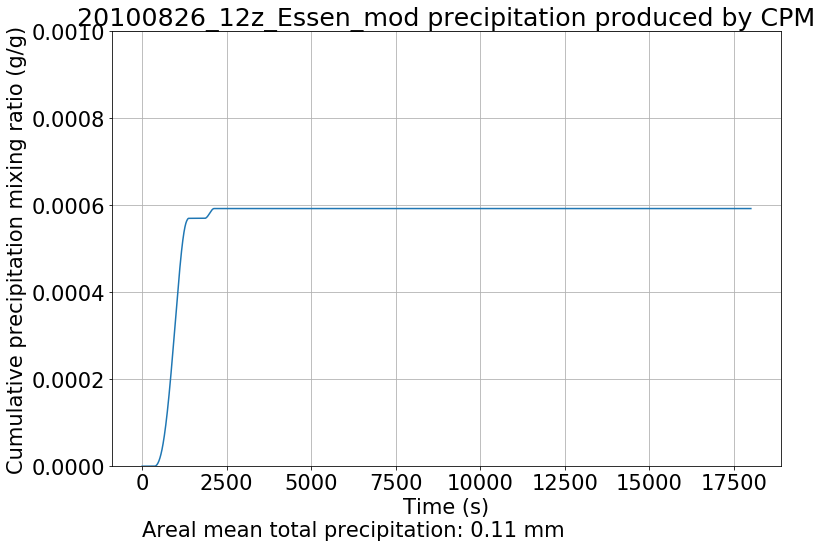 20100826_12z_Essen_mod precipitation produced by CPM
Cumulative precipitation mixing ratio (g/g)
0.0010
0.0008
0.0006
0.0004
0.0002
0.0000
0 2500 5000 7500 10000 12500 15000 17500
Time (s)
Areal mean total precipitation: 0.11 mm